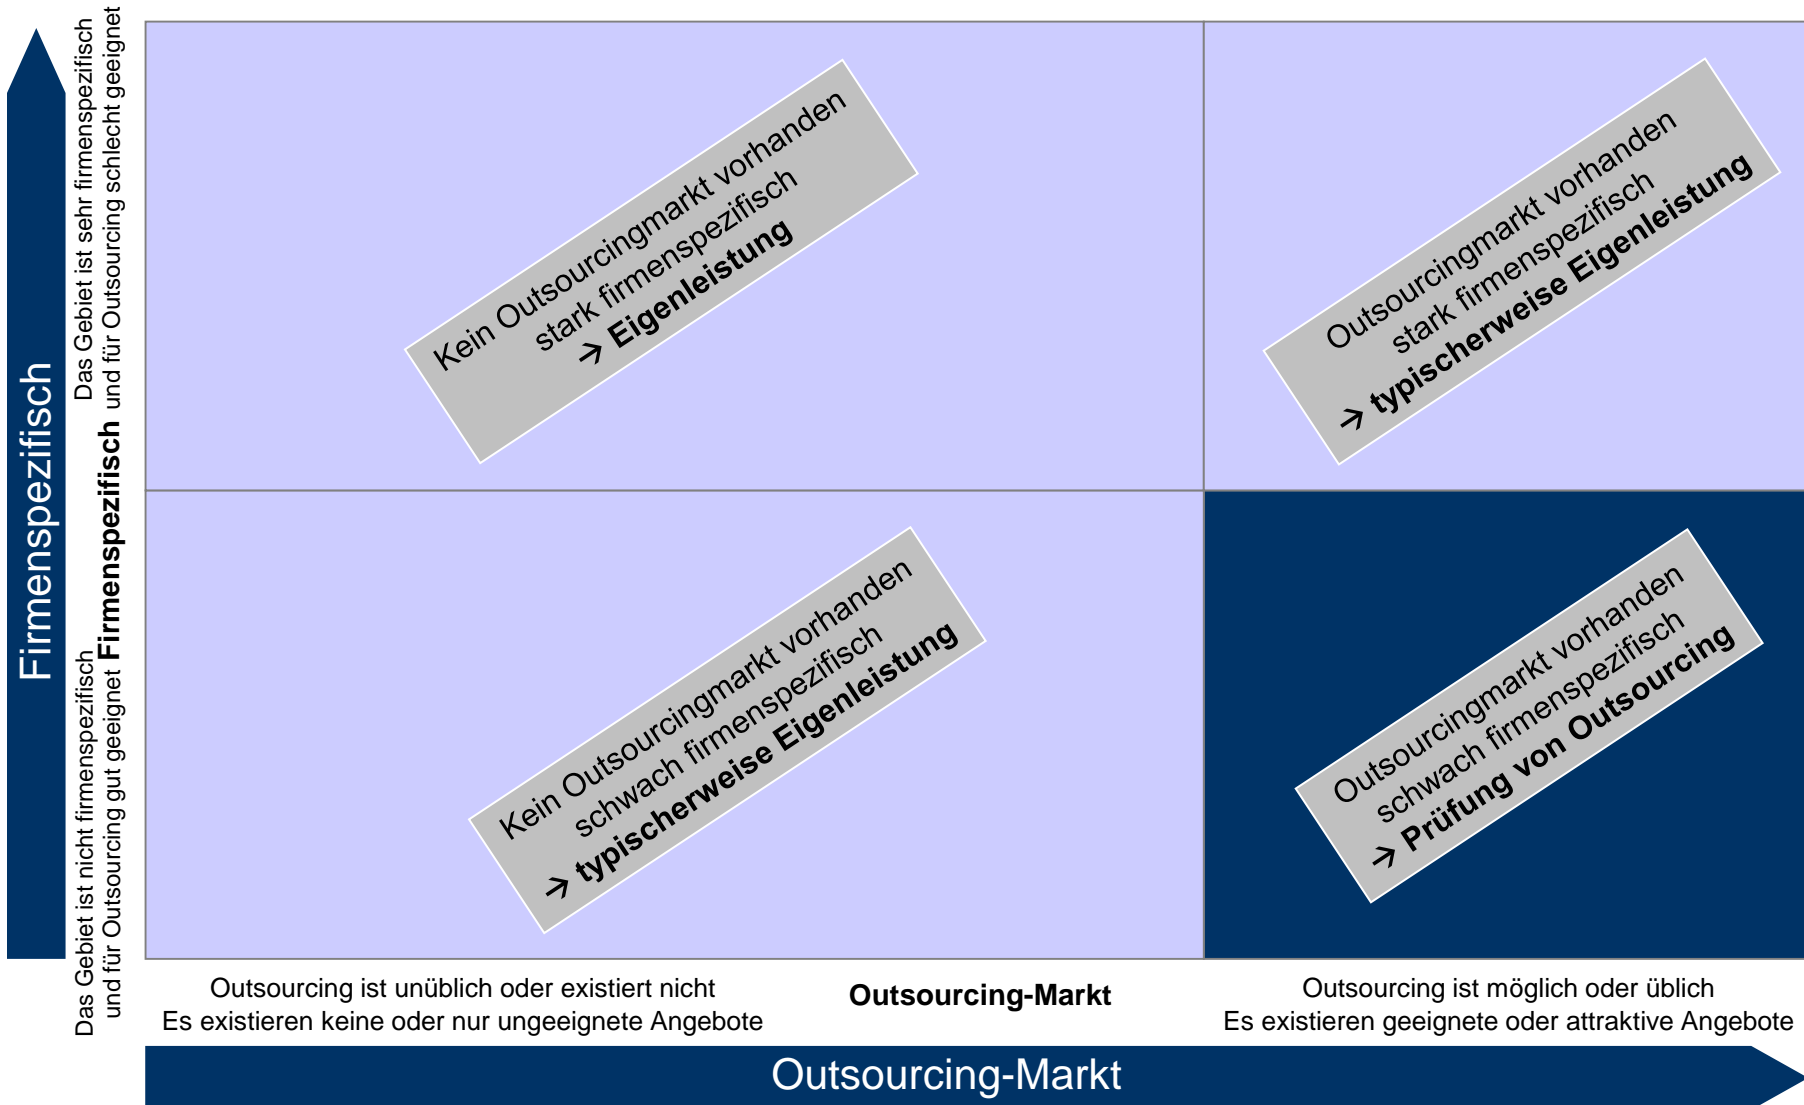 Firmenspezifisch
Das Gebiet ist sehr firmenspezifisch
und für Outsourcing schlecht geeignet
Firmenspezifisch
Das Gebiet ist nicht firmenspezifisch
und für Outsourcing gut geeignet
Kein Outsourcingmarkt vorhanden
stark firmenspezifisch
→ Eigenleistung
Outsourcingmarkt vorhanden
stark firmenspezifisch
→ typischerweise Eigenleistung
Kein Outsourcingmarkt vorhanden
schwach firmenspezifisch
→ typischerweise Eigenleistung
Outsourcingmarkt vorhanden
schwach firmenspezifisch
→ Prüfung von Outsourcing
Outsourcing ist unüblich oder existiert nicht
Es existieren keine oder nur ungeeignete Angebote
Outsourcing-Markt
Outsourcing ist möglich oder üblich
Es existieren geeignete oder attraktive Angebote
Outsourcing-Markt